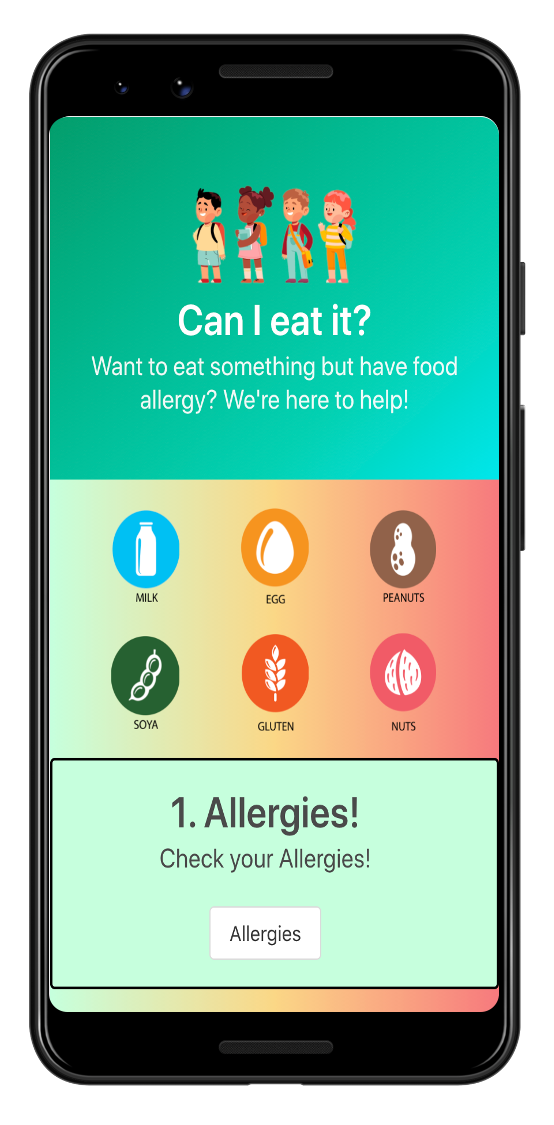 Can I eat it?
Want to eat something but have food
allergy? We're here to help!
MILK
EGG
PEANUTS
SOYA
GLUTEN
NUTS
1. Allergies!
Check your Allergies!
Allergies